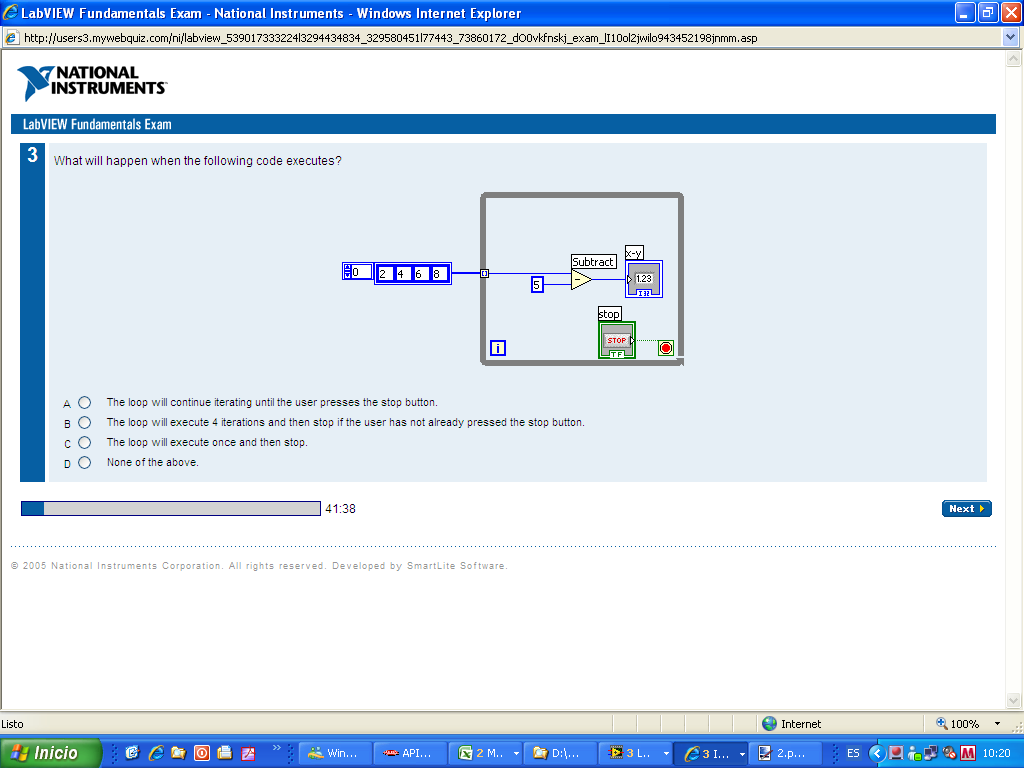 LabVIEW Fundamentals Exam - National Instruments - Windows Internet Explorer
http://users3.mywebquiz.com/ni/labview_539017333224l3294434834_329580451l77443_73860172_dO0vkfnskj_exam_lI10ol2jwilo943452198jnmm.asp
NATIONAL
INSTRUMENTS
LabVIEW Fundamentals Exam
3 What will happen when the following code executes?
x-y
Subtract
0 2 4 6 8
1.23
I32
5
stop
STOP
TF
i
A The loop will continue iterating until the user presses the stop button.
B The loop will execute 4 iterations and then stop if the user has not already pressed the stop button.
C The loop will execute once and then stop.
D None of the above.
41:38 Next
© 2005 National Instruments Corporation. All rights reserved. Developed by SmartLite Software.
Listo Internet 100%
Inicio Win... API... 2 M... D:\... 3 L... 3 I... 2.p... ES 10:20